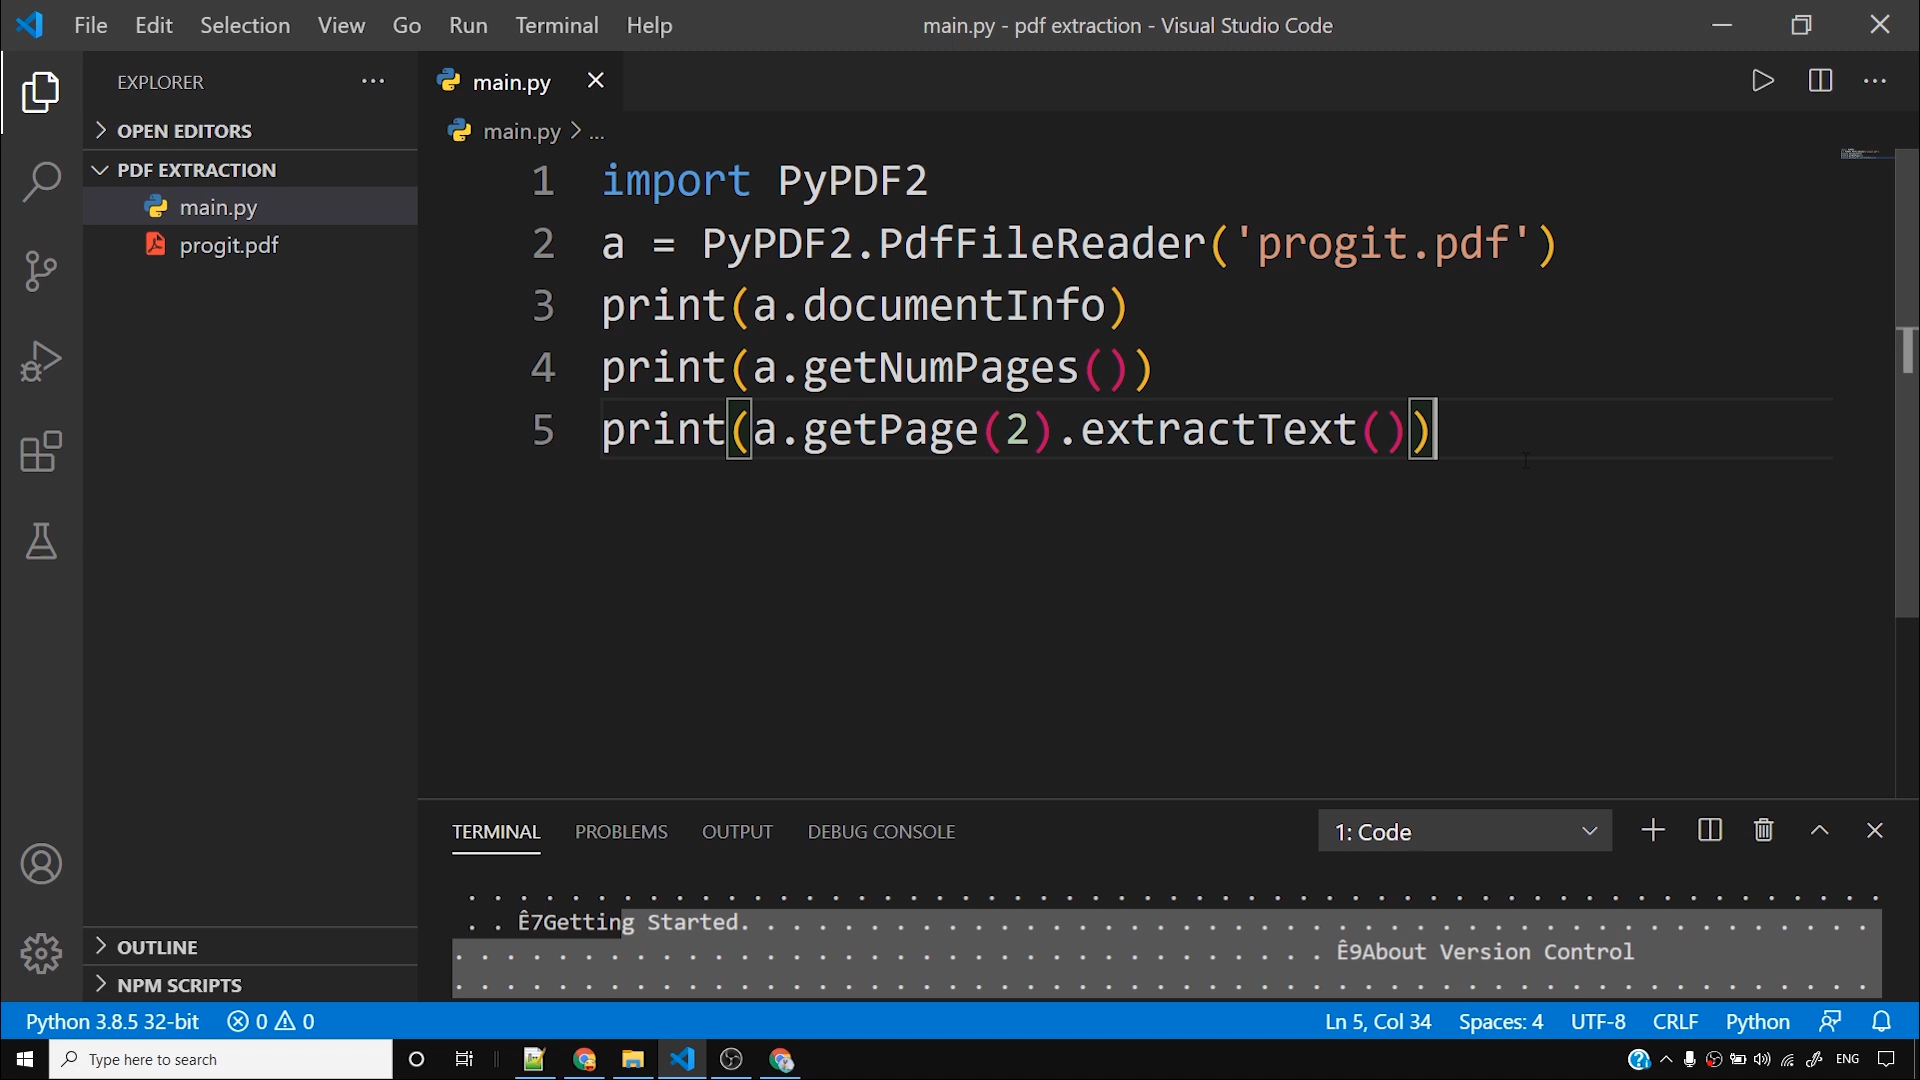 File Edit Selection View Go Run Terminal Help main.py - pdf extraction - Visual Studio Code
EXPLORER
OPEN EDITORS
PDF EXTRACTION
main.py
progit.pdf
OUTLINE
NPM SCRIPTS
main.py
main.py > ...
1 import PyPDF2
2 a = PyPDF2.PdfFileReader('progit.pdf')
3 print(a.documentInfo)
4 print(a.getNumPages())
5 print(a.getPage(2).extractText())
TERMINAL PROBLEMS OUTPUT DEBUG CONSOLE 1: Code
. . . . . . . . . . . . . . . . . . . . . . . . . . . . . . . . . . . . . . . . . . . . . . . . . . . . . . .
. . Ê7Getting Started. . . . . . . . . . . . . . . . . . . . . . . . . . . . . . . . . . . . . . . . . . . .
. . . . . . . . . . . . . . . . . . . . . . . . . . . . . . . . . . Ê9About Version Control
. . . . . . . . . . . . . . . . . . . . . . . . . . . . . . . . . . . . . . . . . . . . . . . . . . . . . . .
Python 3.8.5 32-bit 0 0 Ln 5, Col 34 Spaces: 4 UTF-8 CRLF Python
Type here to search ENG